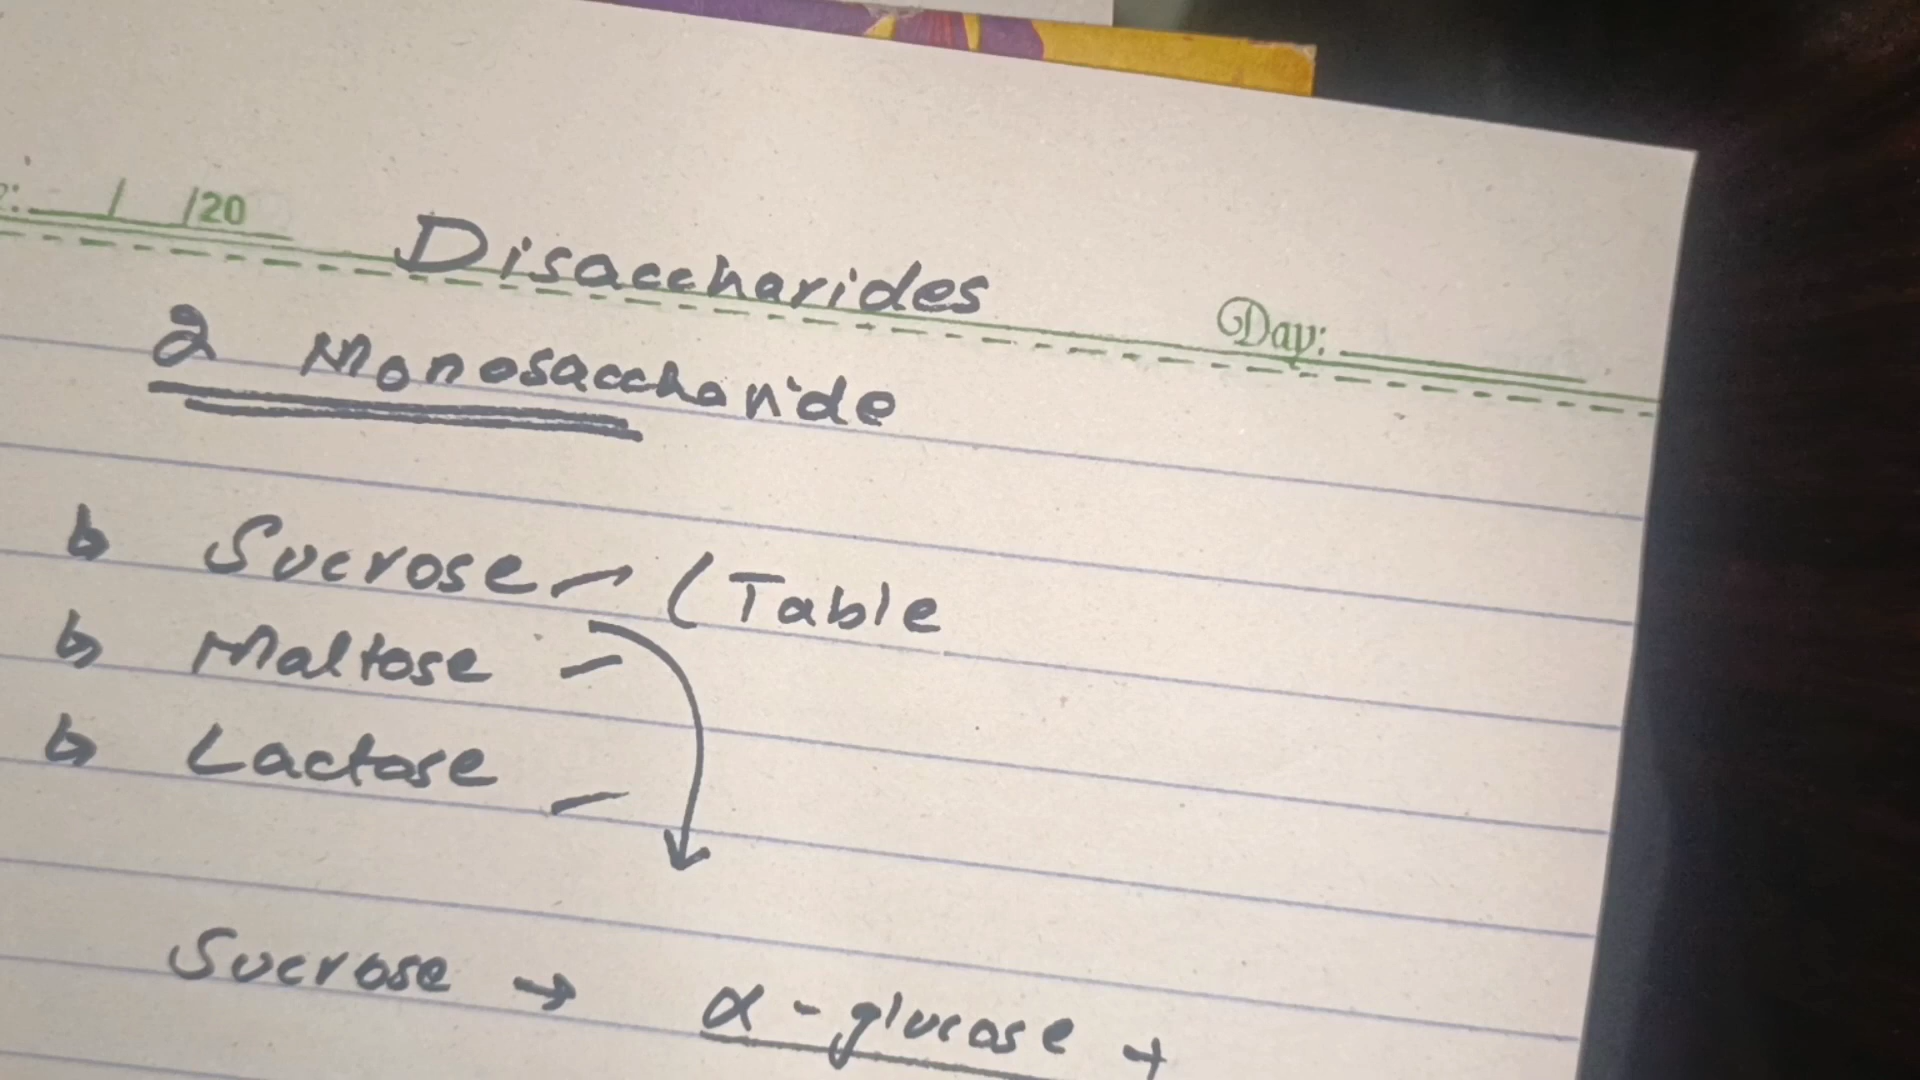 / /20
Disaccharides
Day:
2 Monosaccharide
Sucrose - (Table
Maltose -
Lactose -
Sucrose → α - glucose +